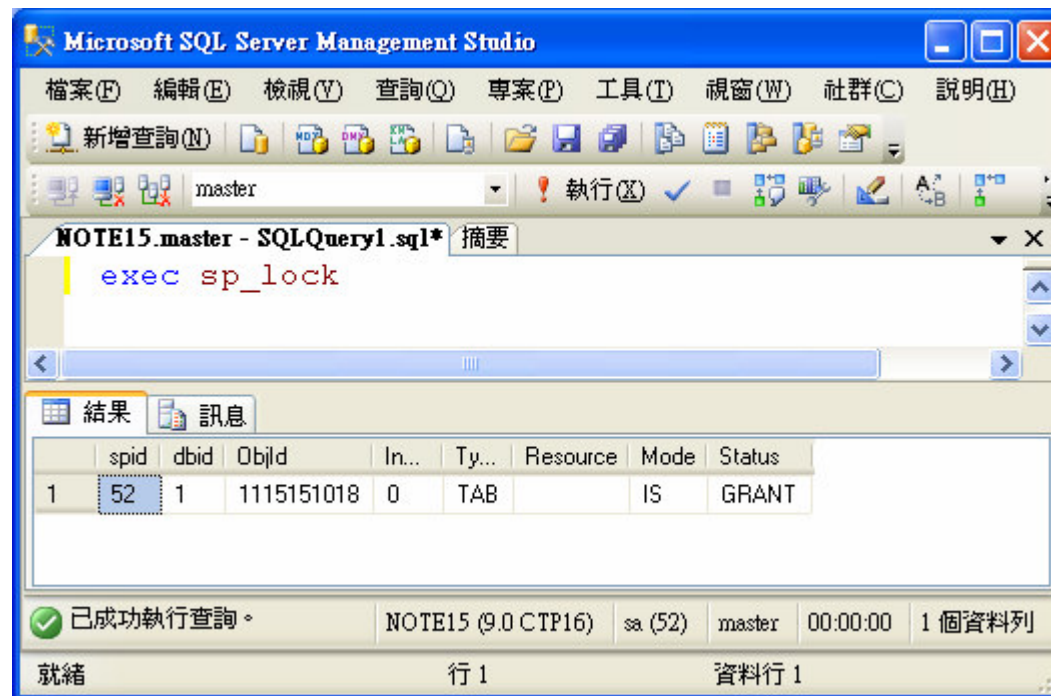 Microsoft SQL Server Management Studio
檔案(F) 編輯(E) 檢視(V) 查詢(Q) 專案(P) 工具(T) 視窗(W) 社群(C) 說明(H)
新增查詢(N)
master 執行(X)
NOTE15.master - SQLQuery1.sql* 摘要
exec sp_lock
結果 訊息
spid dbid ObjId In... Ty... Resource Mode Status
1 52 1 1115151018 0 TAB IS GRANT
已成功執行查詢。 NOTE15 (9.0 CTP16) sa (52) master 00:00:00 1 個資料列
就緒 行 1 資料行 1